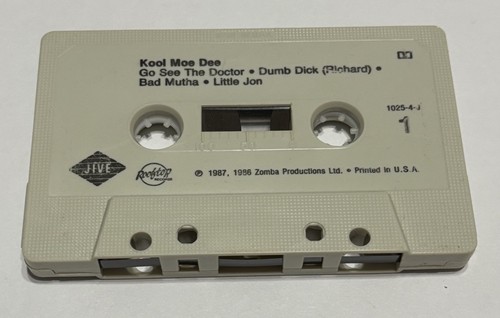 Kool Moe Dee
Go See The Doctor • Dumb Dick (Richard) •
Bad Mutha • Little Jon
1025-4-J
1
JIVE
Rooftop
RECORDS
℗ 1987, 1986 Zomba Productions Ltd. • Printed in U.S.A.